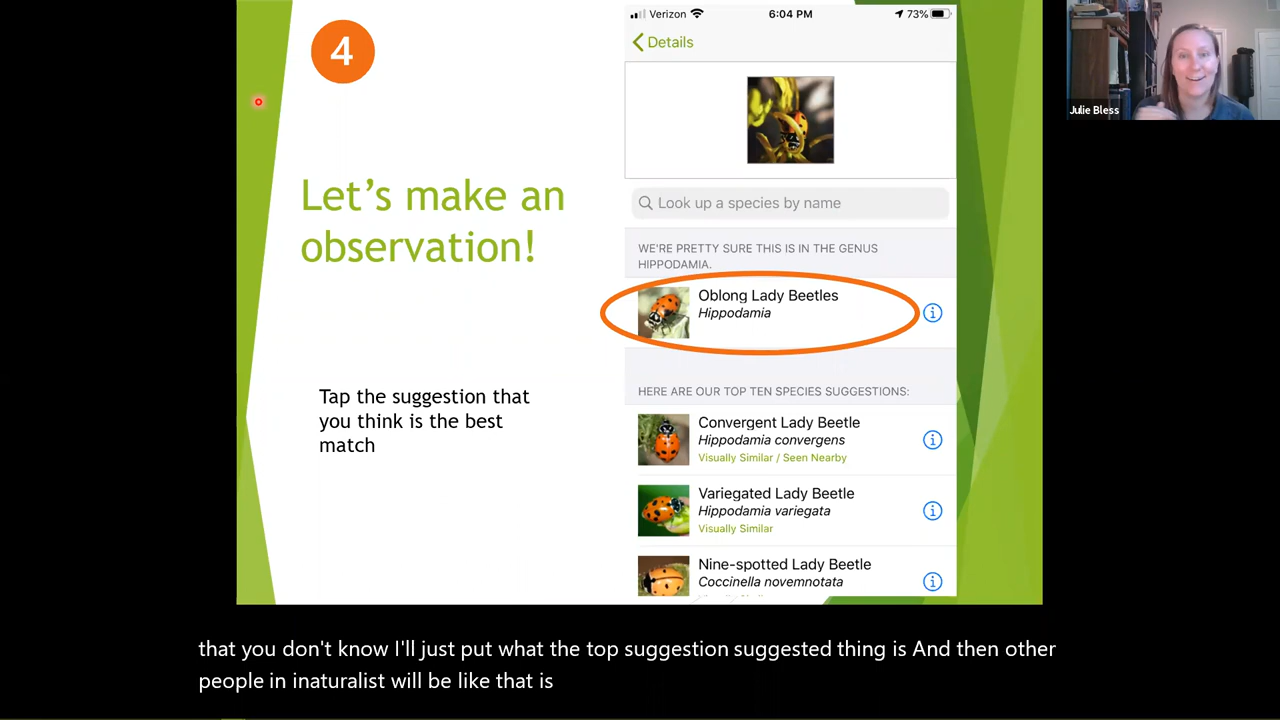 4
Let's make an
observation!
Tap the suggestion that
you think is the best
match
Verizon 6:04 PM 73%
Details
Look up a species by name
WE'RE PRETTY SURE THIS IS IN THE GENUS
HIPPODAMIA.
Oblong Lady Beetles
Hippodamia
HERE ARE OUR TOP TEN SPECIES SUGGESTIONS:
Convergent Lady Beetle
Hippodamia convergens
Visually Similar / Seen Nearby
Variegated Lady Beetle
Hippodamia variegata
Visually Similar
Nine-spotted Lady Beetle
Coccinella novemnotata
Julie Bless
that you don't know I'll just put what the top suggestion suggested thing is And then other
people in inaturalist will be like that is